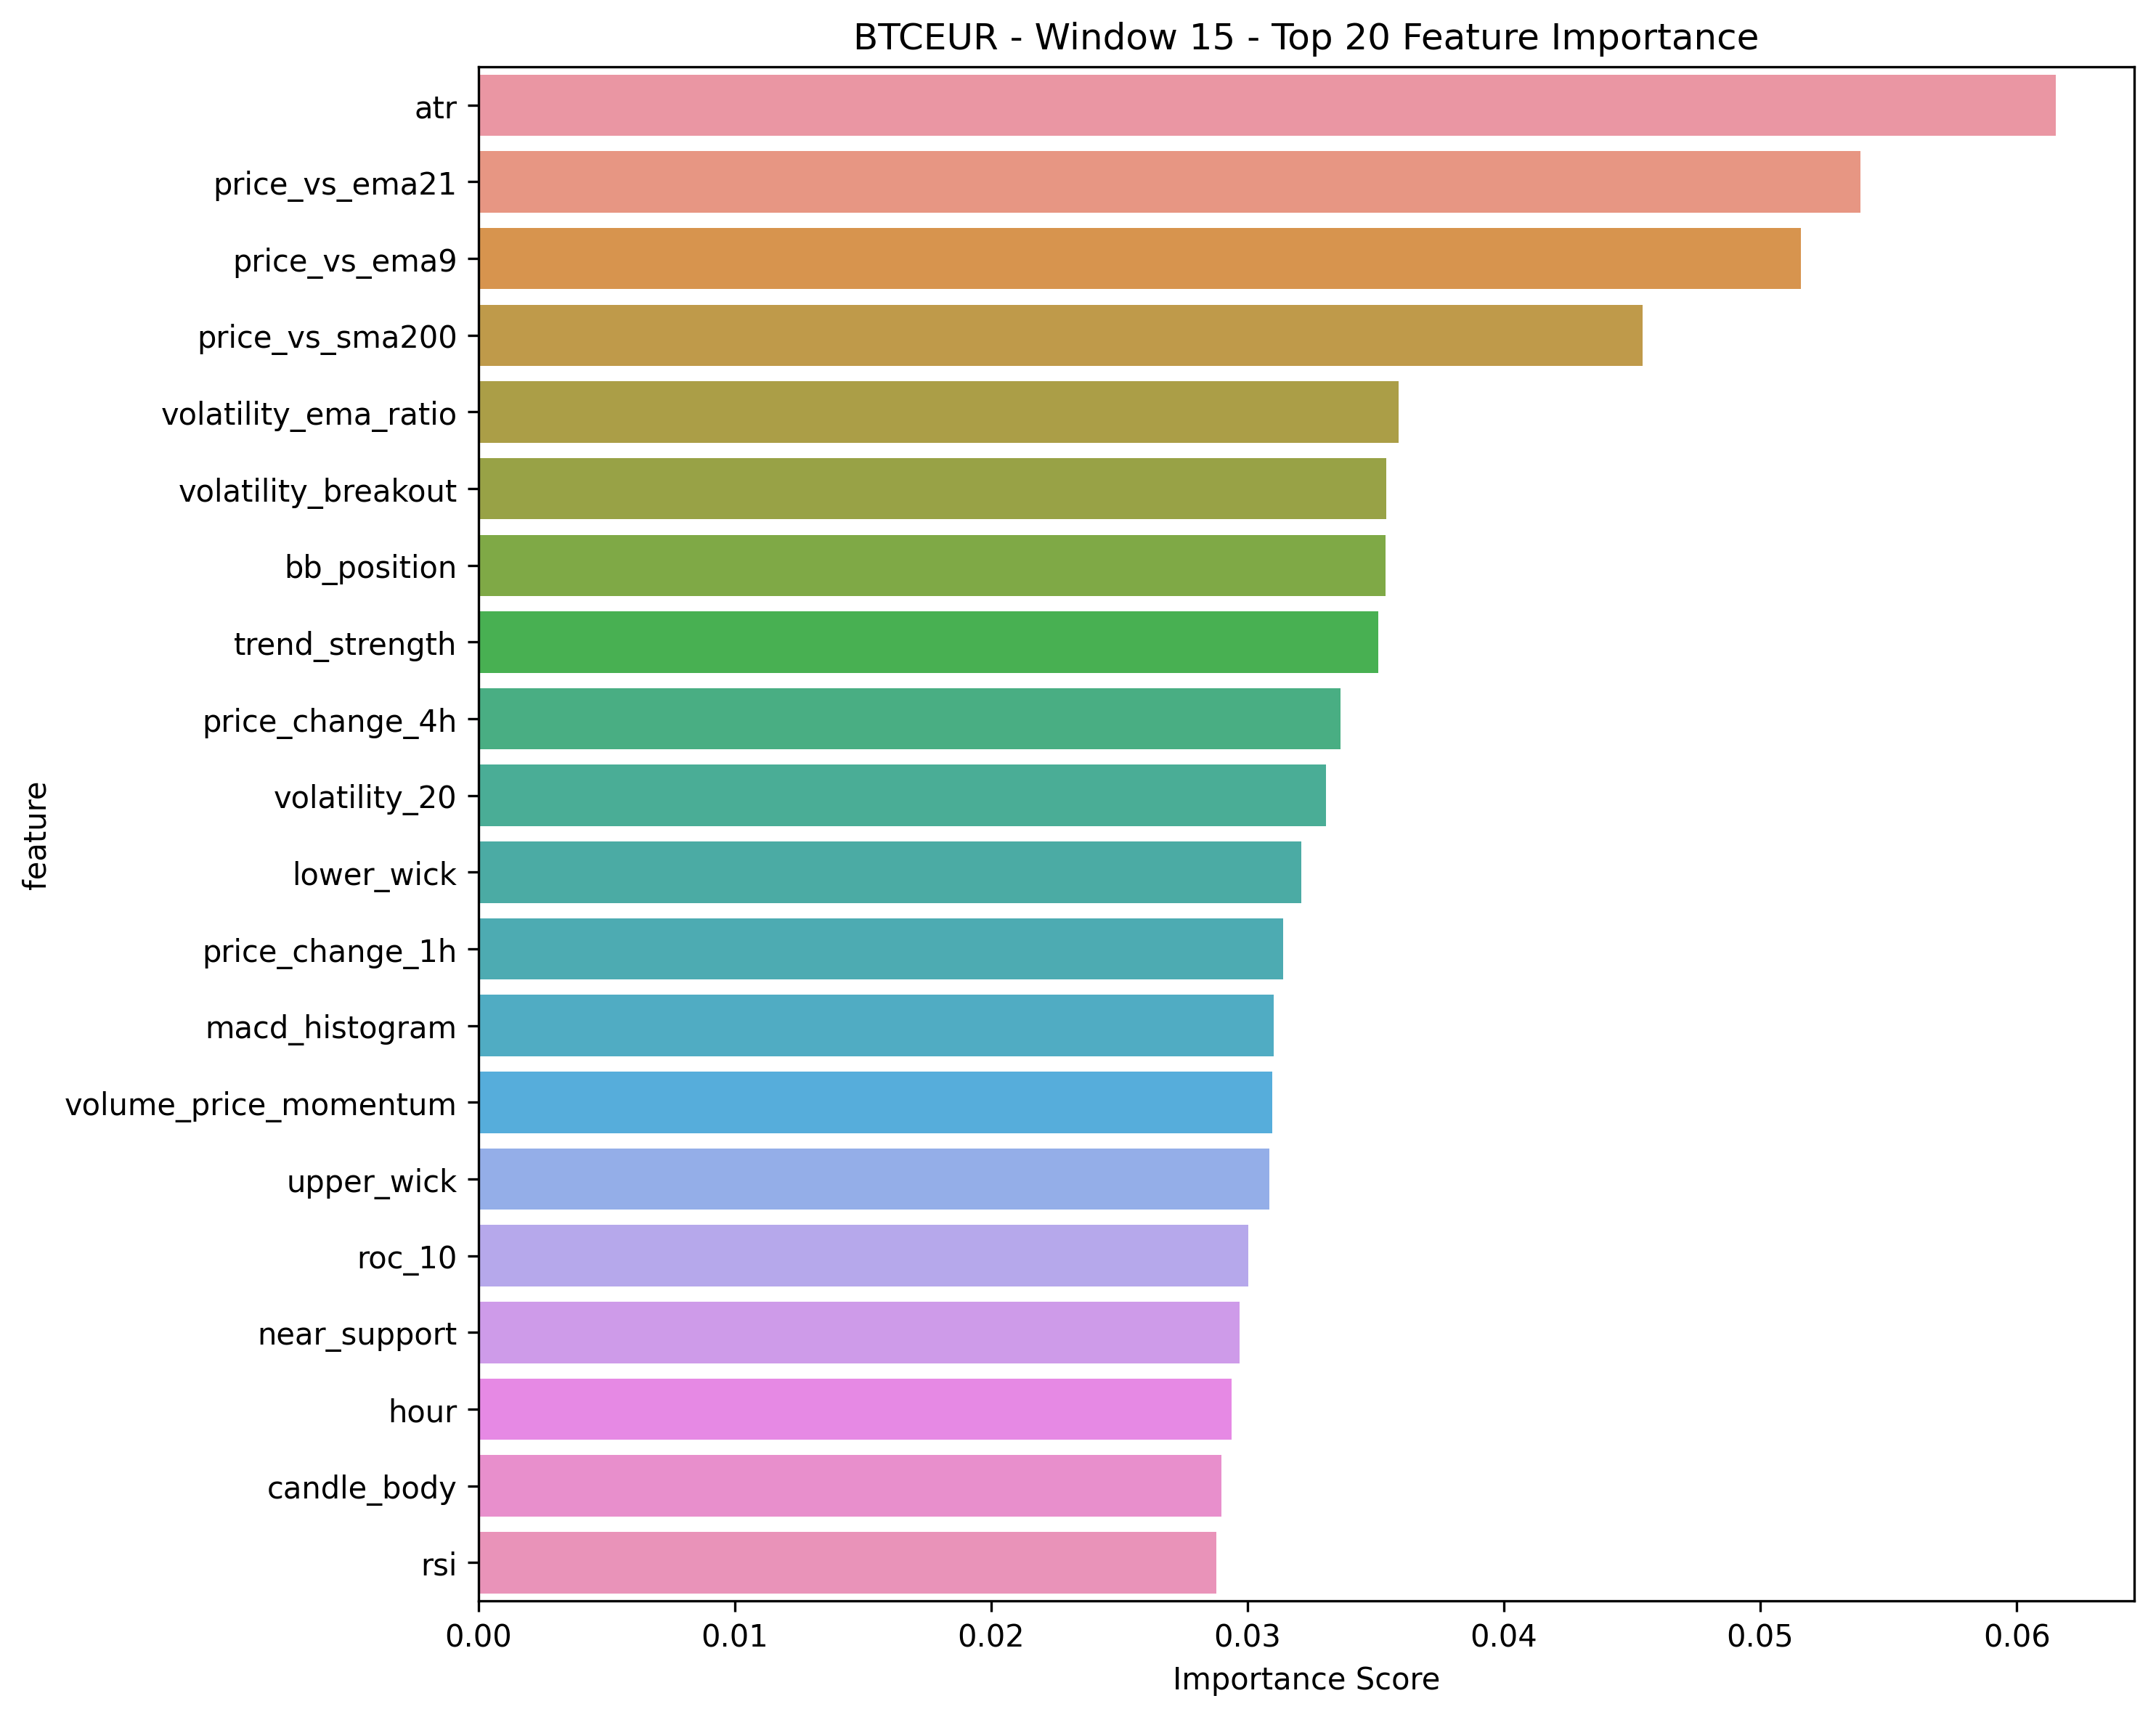 BTCEUR - Window 15 - Top 20 Feature Importance
atr
price_vs_ema21
price_vs_ema9
price_vs_sma200
volatility_ema_ratio
volatility_breakout
bb_position
trend_strength
price_change_4h
volatility_20
lower_wick
price_change_1h
macd_histogram
volume_price_momentum
upper_wick
roc_10
near_support
hour
candle_body
rsi
feature
0.00 0.01 0.02 0.03 0.04 0.05 0.06
Importance Score